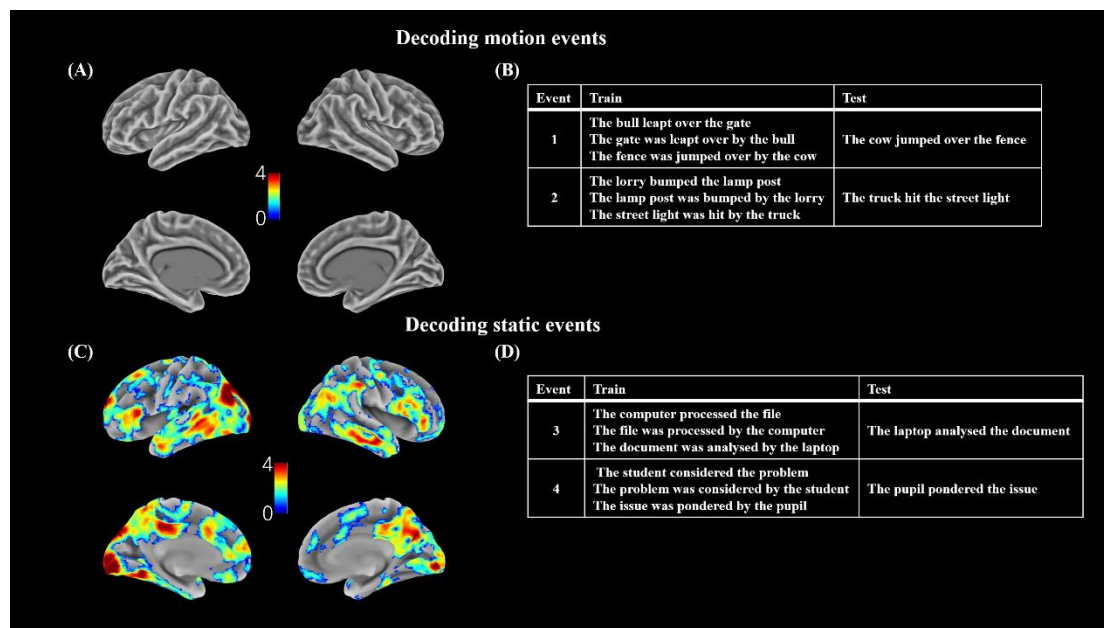 Decoding motion events
(A)
4
0
(B)
Event Train Test
1
The bull leapt over the gate
The gate was leapt over by the bull
The fence was jumped over by the cow
The cow jumped over the fence
2
The lorry bumped the lamp post
The lamp post was bumped by the lorry
The street light was hit by the truck
The truck hit the street light
Decoding static events
(C)
4
0
(D)
Event Train Test
3
The computer processed the file
The file was processed by the computer
The document was analysed by the laptop
The laptop analysed the document
4
The student considered the problem
The problem was considered by the student
The issue was pondered by the pupil
The pupil pondered the issue